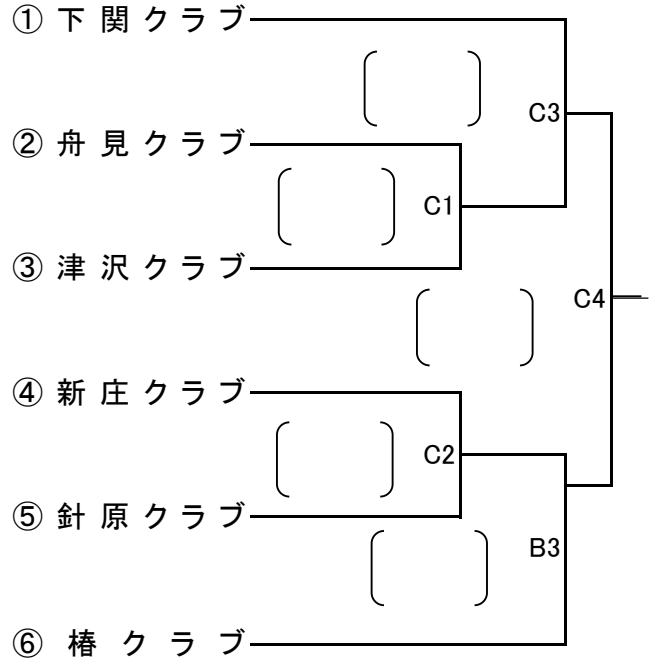 ① 下関クラブ
C3
② 舟見クラブ
C1
③ 津沢クラブ
C4
④ 新庄クラブ
C2
⑤ 針原クラブ
B3
⑥ 椿クラブ